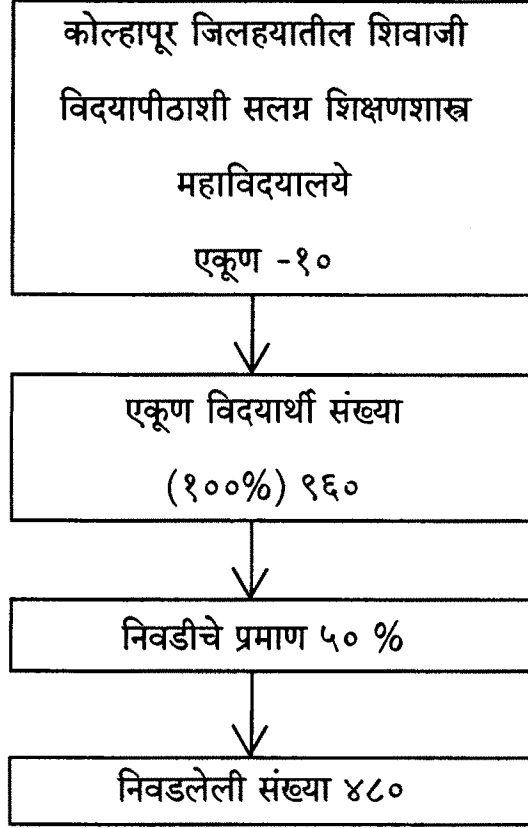 कोल्हापूर जिलहयातील शिवाजी
विदयापीठाशी सलग्न शिक्षणशास्त्र
महाविदयालये
एकूण -१०
एकूण विदयार्थी संख्या
(१००%) ९६०
निवडीचे प्रमाण ५० %
निवडलेली संख्या ४८०